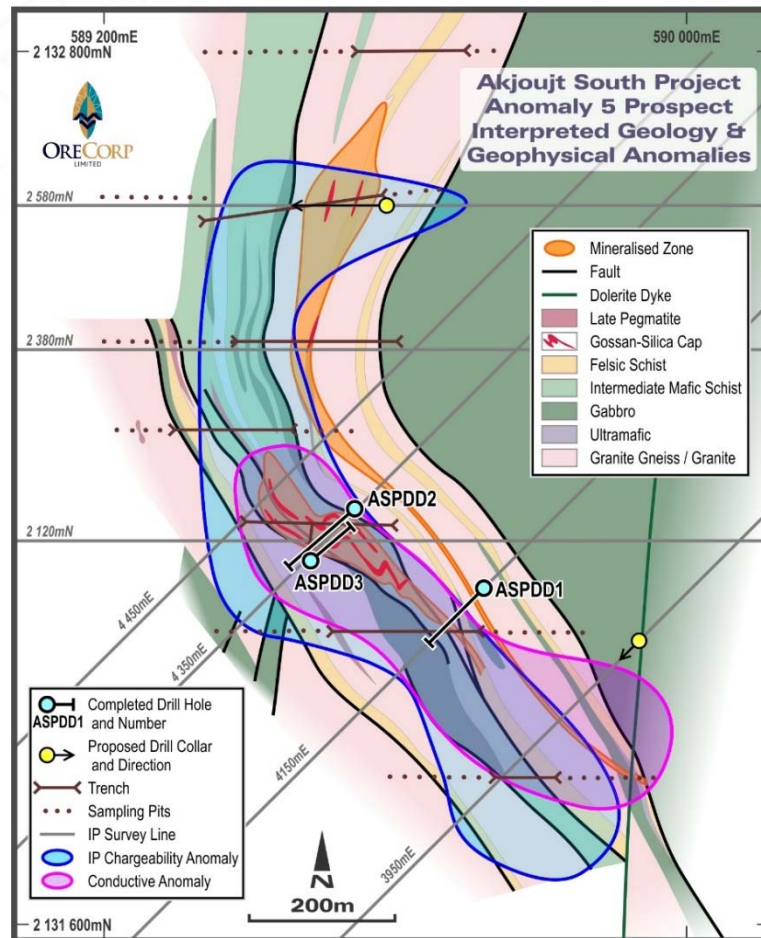 589 200mE
590 000mE
2 132 800mN
Akjoujt South Project
Anomaly 5 Prospect
Interpreted Geology &
Geophysical Anomalies
ORECORP
LIMITED
2 580mN
Mineralised Zone
Fault
Dolerite Dyke
Late Pegmatite
Gossan-Silica Cap
Felsic Schist
Intermediate Mafic Schist
Gabbro
Ultramafic
Granite Gneiss / Granite
2 380mN
ASPDD2
2 120mN
ASPDD3
ASPDD1
4 450mE
4 350mE
4150mE
3950mE
Completed Drill Hole
and Number
ASPDD1
Proposed Drill Collar
and Direction
Trench
Sampling Pits
IP Survey Line
IP Chargeability Anomaly
Conductive Anomaly
N
200m
2 131 600mN